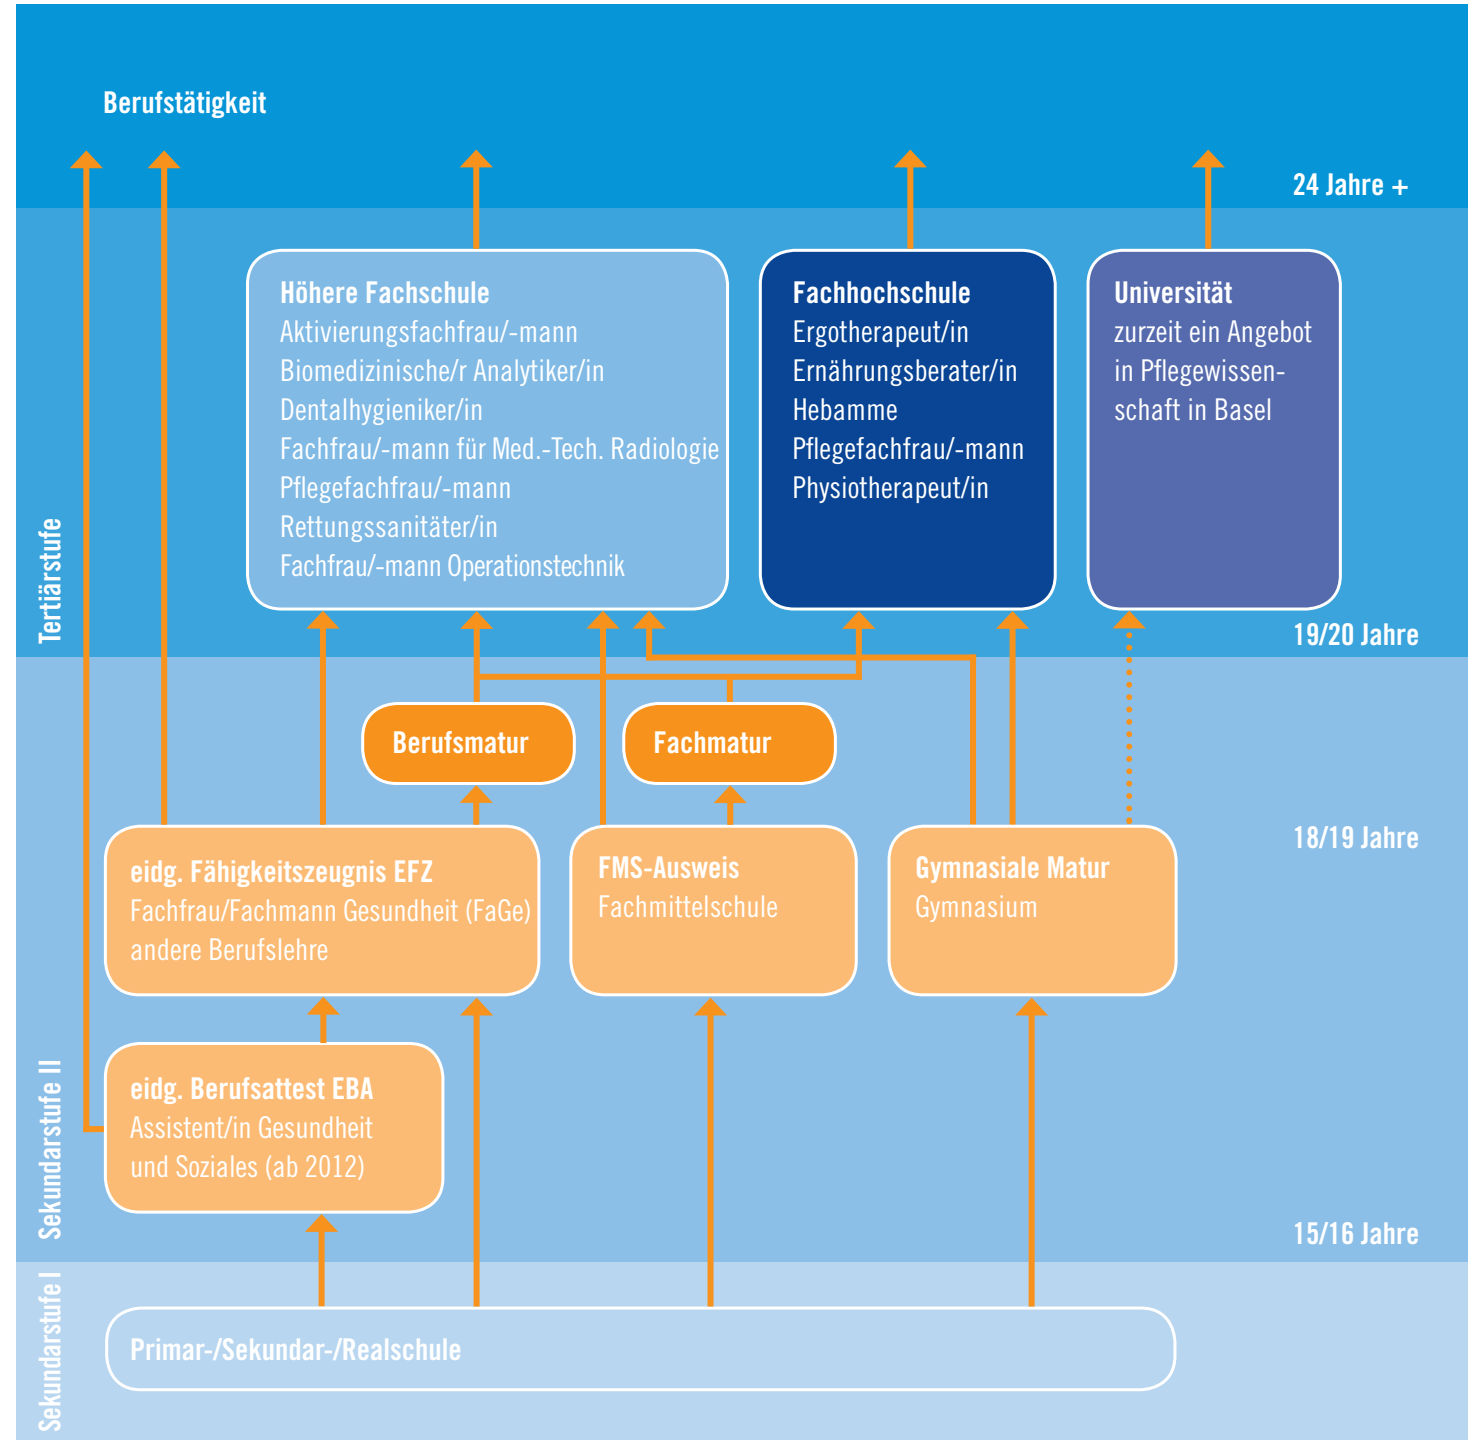 Berufstätigkeit
24 Jahre +
Höhere Fachschule
Aktivierungsfachfrau/-mann
Biomedizinische/r Analytiker/in
Dentalhygieniker/in
Fachfrau/-mann für Med.-Tech. Radiologie
Pflegefachfrau/-mann
Rettungssanitäter/in
Fachfrau/-mann Operationstechnik
Fachhochschule
Ergotherapeut/in
Ernährungsberater/in
Hebamme
Pflegefachfrau/-mann
Physiotherapeut/in
Universität
zurzeit ein Angebot
in Pflegewissen-
schaft in Basel
Tertiärstufe
19/20 Jahre
Berufsmatur
Fachmatur
18/19 Jahre
eidg. Fähigkeitszeugnis EFZ
Fachfrau/Fachmann Gesundheit (FaGe)
andere Berufslehre
FMS-Ausweis
Fachmittelschule
Gymnasiale Matur
Gymnasium
eidg. Berufsattest EBA
Assistent/in Gesundheit
und Soziales (ab 2012)
Sekundarstufe II
15/16 Jahre
Sekundarstufe I
Primar-/Sekundar-/Realschule